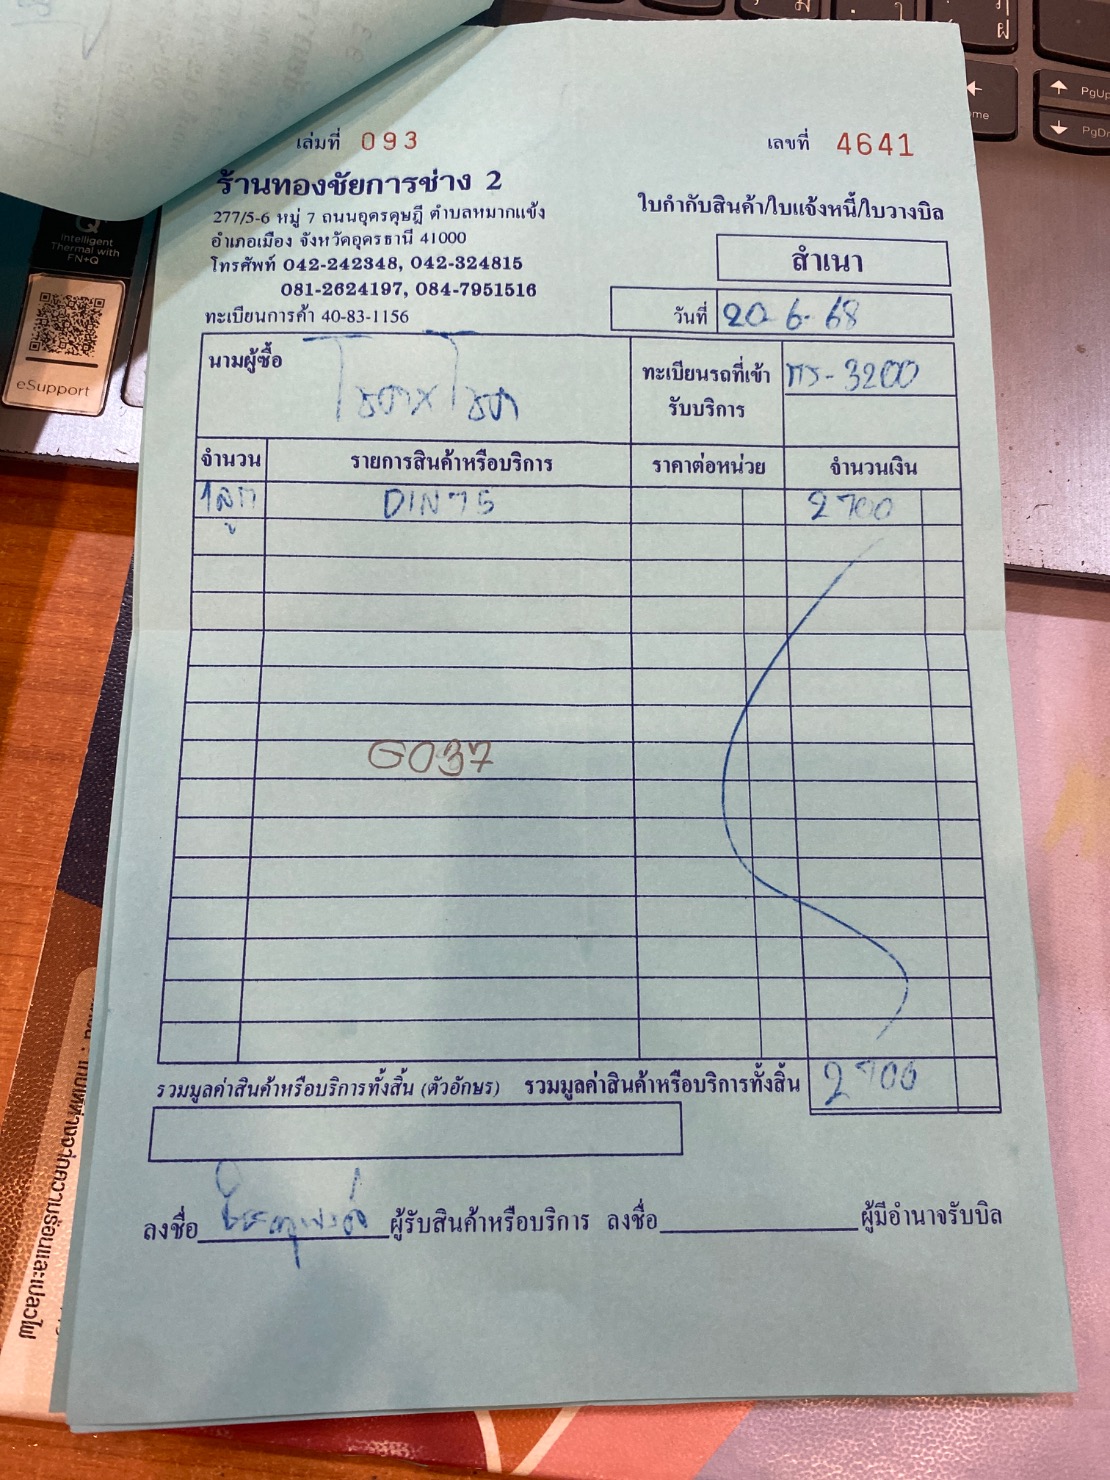 เล่มที่ 093
เลขที่ 4641
ร้านทองชัยการช่าง 2
277/5-6 หมู่ 7 ถนนอุดรดุษฎี ตำบลหมากแข้ง
อำเภอเมือง จังหวัดอุดรธานี 41000
โทรศัพท์ 042-242348, 042-324815
081-2624197, 084-7951516
ทะเบียนการค้า 40-83-1156
ใบกำกับสินค้า/ใบแจ้งหนี้/ใบวางบิล
สำเนา
วันที่ 20-6-68
นามผู้ซื้อ
ทะเบียนรถที่เข้า
รับบริการ
-3200
จำนวน รายการสินค้าหรือบริการ ราคาต่อหน่วย จำนวนเงิน
1 ลูก DIN 75 2700
G037
รวมมูลค่าสินค้าหรือบริการทั้งสิ้น (ตัวอักษร) รวมมูลค่าสินค้าหรือบริการทั้งสิ้น 2700
ลงชื่อ ผู้รับสินค้าหรือบริการ ลงชื่อ ผู้มีอำนาจรับบิล
Intelligent
Thermal with
FN+Q
eSupport
PgUp
PgDn